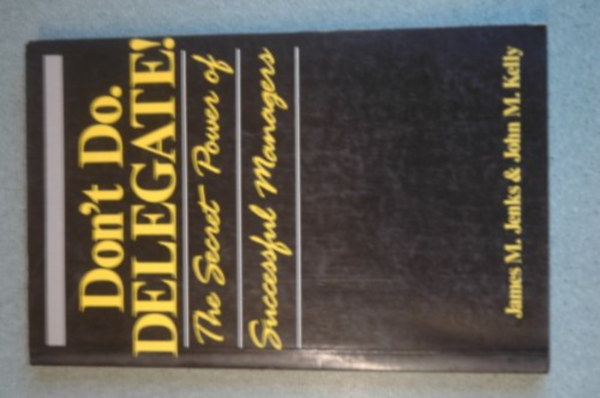 Don't Do.
DELEGATE!
The Secret Power of
Successful Managers
James M. Jenks & John M. Kelly